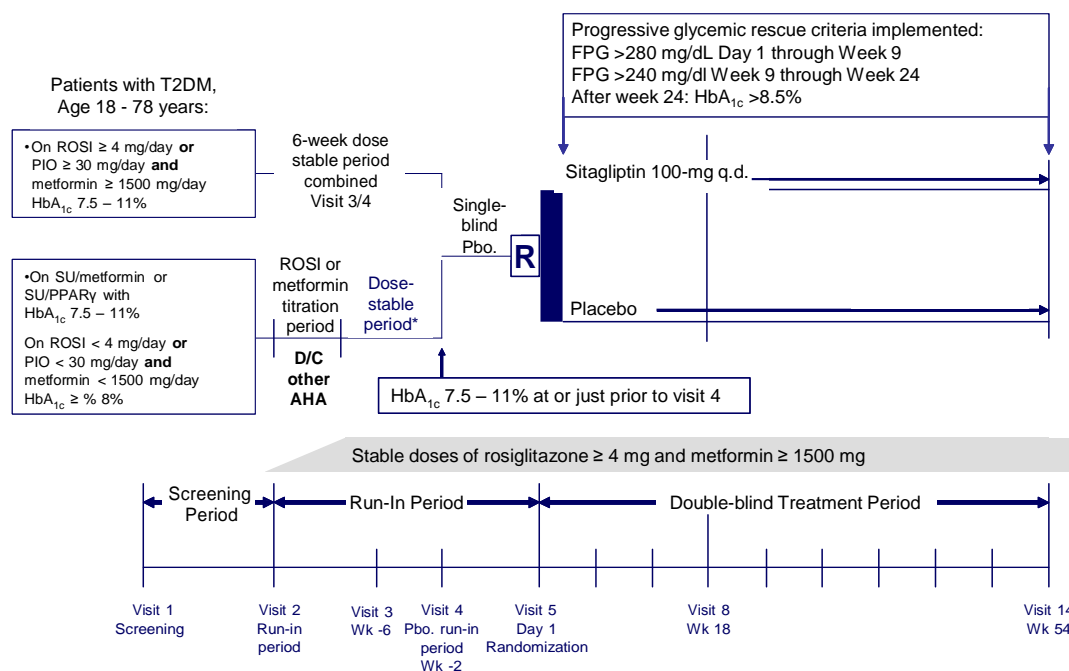 Progressive glycemic rescue criteria implemented:
FPG >280 mg/dL Day 1 through Week 9
FPG >240 mg/dl Week 9 through Week 24
After week 24: HbA1c >8.5%
Patients with T2DM,
Age 18 - 78 years:
•On ROSI ≥ 4 mg/day or
PIO ≥ 30 mg/day and
metformin ≥ 1500 mg/day
HbA1c 7.5 – 11%
6-week dose
stable period
combined
Visit 3/4
Single-
blind
Pbo.
R
Sitagliptin 100-mg q.d.
Placebo
•On SU/metformin or
SU/PPARγ with
HbA1c 7.5 – 11%
On ROSI < 4 mg/day or
PIO < 30 mg/day and
metformin < 1500 mg/day
HbA1c ≥ % 8%
ROSI or
metformin
titration
period
D/C
other
AHA
Dose-
stable
period*
HbA1c 7.5 – 11% at or just prior to visit 4
Stable doses of rosiglitazone ≥ 4 mg and metformin ≥ 1500 mg
Screening
Period
Run-In Period
Double-blind Treatment Period
Visit 1
Screening
Visit 2
Run-in
period
Visit 3
Wk -6
Visit 4
Pbo. run-in
period
Wk -2
Visit 5
Day 1
Randomization
Visit 8
Wk 18
Visit 14
Wk 54